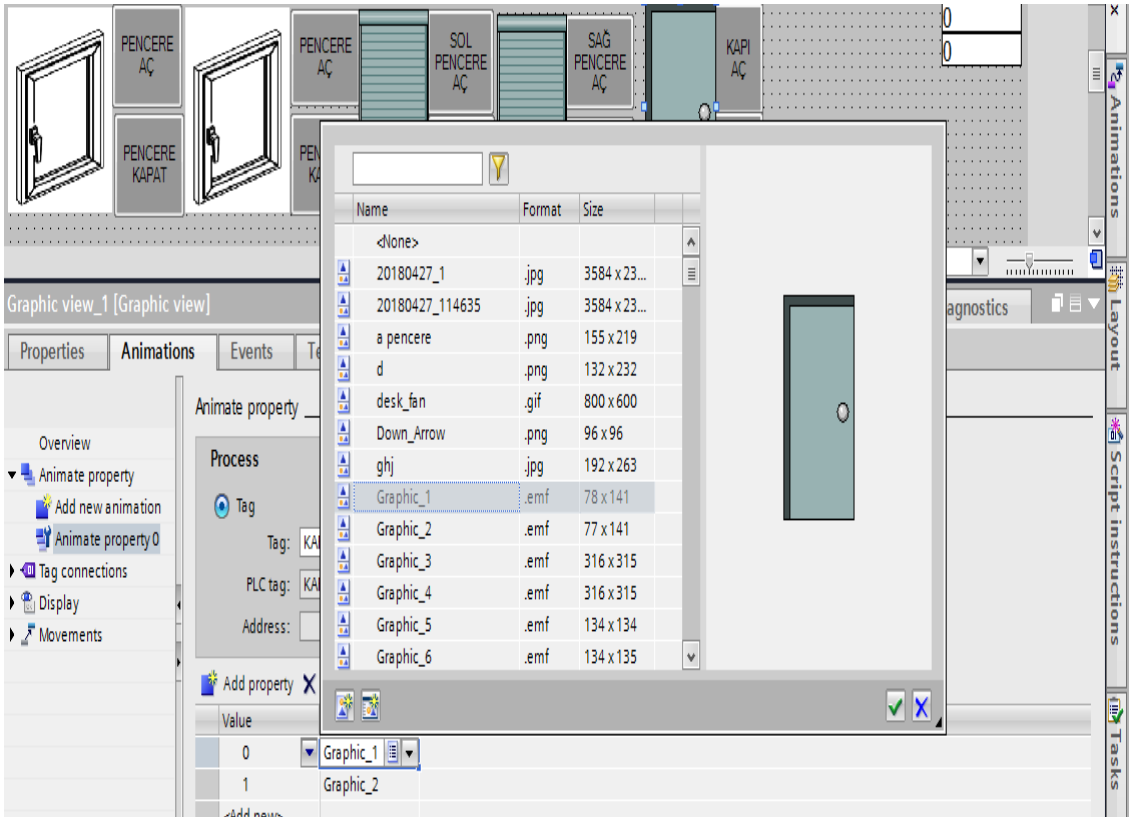 PENCERE
AÇ
PENCERE
AÇ
SOL
PENCERE
AÇ
SAĞ
PENCERE
AÇ
KAPI
AÇ
0
0
PENCERE
KAPAT
Animations
Layout
Script instructions
Tasks
Name Format Size
<None>
20180427_1 .jpg 3584 x 23...
20180427_114635 .jpg 3584 x 23...
a pencere .png 155 x 219
d .png 132 x 232
desk_fan .gif 800 x 600
Down_Arrow .png 96 x 96
ghj .jpg 192 x 263
Graphic_1 .emf 78 x 141
Graphic_2 .emf 77 x 141
Graphic_3 .emf 316 x 315
Graphic_4 .emf 316 x 315
Graphic_5 .emf 134 x 134
Graphic_6 .emf 134 x 135
Graphic view_1 [Graphic view]
agnostics
Properties Animations Events
Overview
Animate property
Add new animation
Animate property 0
Tag connections
Display
Movements
Animate property
Process
Tag
Tag:
PLC tag:
Address:
Add property
Value
0 Graphic_1
1 Graphic_2
<Add new>